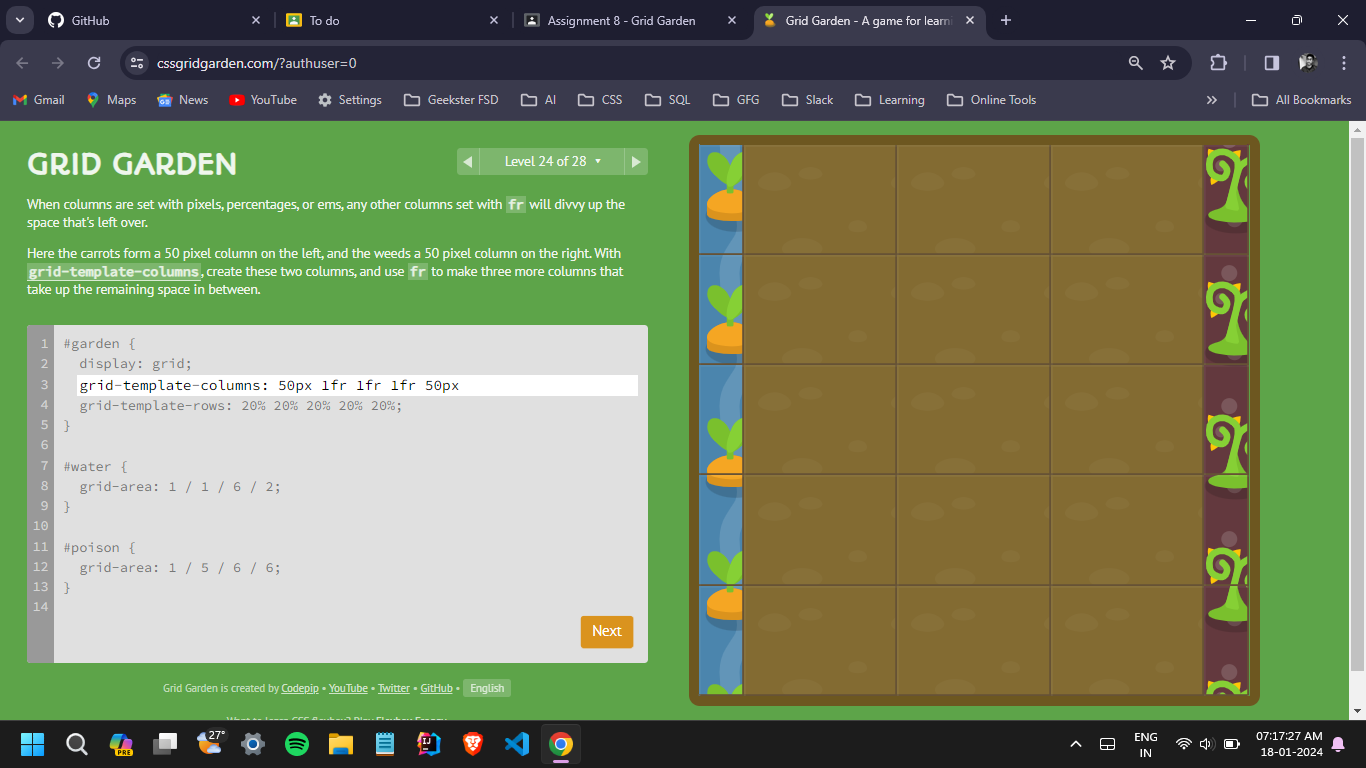 GitHub
To do
Assignment 8 - Grid Garden
Grid Garden - A game for learni
cssgridgarden.com/?authuser=0
Gmail
Maps
News
YouTube
Settings
Geekster FSD
AI
CSS
SQL
GFG
Slack
Learning
Online Tools
All Bookmarks
GRID GARDEN
Level 24 of 28
When columns are set with pixels, percentages, or ems, any other columns set with fr will divvy up the
space that's left over.
Here the carrots form a 50 pixel column on the left, and the weeds a 50 pixel column on the right. With
grid-template-columns, create these two columns, and use fr to make three more columns that
take up the remaining space in between.
1 #garden {
2 display: grid;
3 grid-template-columns: 50px 1fr 1fr 1fr 50px
4 grid-template-rows: 20% 20% 20% 20% 20%;
5 }
6
7 #water {
8 grid-area: 1 / 1 / 6 / 2;
9 }
10
11 #poison {
12 grid-area: 1 / 5 / 6 / 6;
13 }
14
Next
Grid Garden is created by Codepip • YouTube • Twitter • GitHub • English
PRE
27°
ENG
IN
07:17:27 AM
18-01-2024